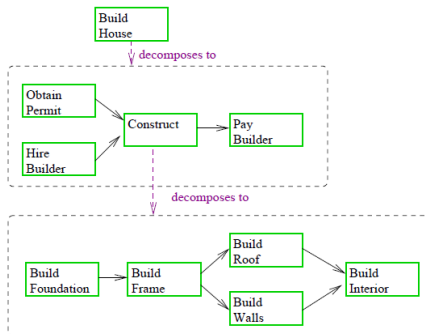 Build
House
decomposes to
Obtain
Permit
Construct
Pay
Builder
Hire
Builder
decomposes to
Build
Roof
Build
Foundation
Build
Frame
Build
Interior
Build
Walls